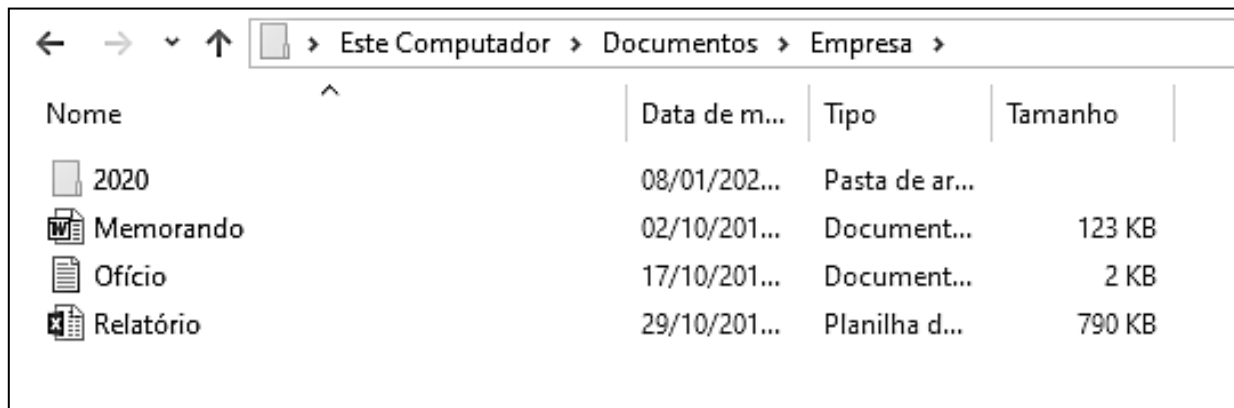 Este Computador > Documentos > Empresa >
Nome Data de m... Tipo Tamanho
2020 08/01/202... Pasta de ar...
Memorando 02/10/201... Document... 123 KB
Ofício 17/10/201... Document... 2 KB
Relatório 29/10/201... Planilha d... 790 KB